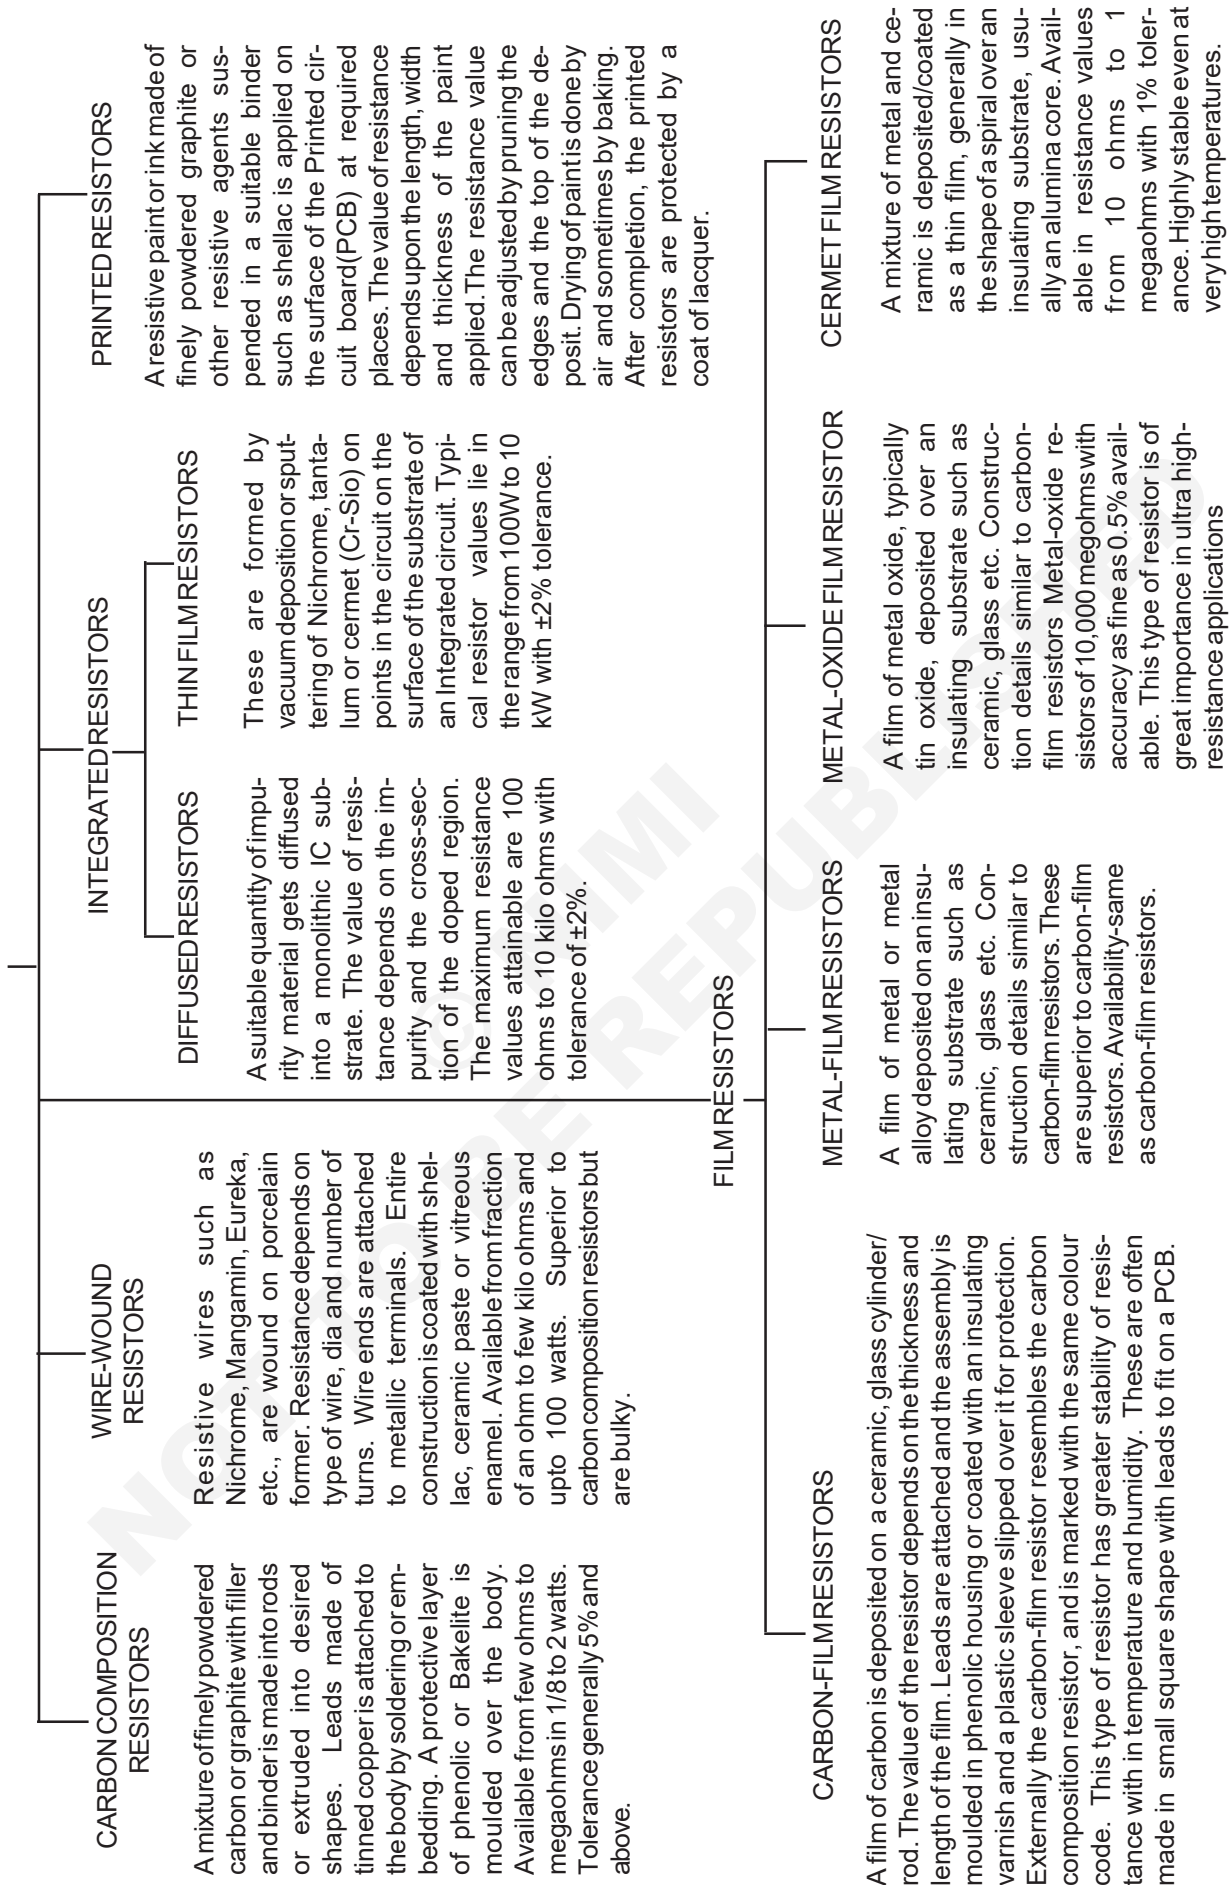 CARBON COMPOSITION
RESISTORS
A mixture of finely powdered
carbon or graphite with filler
and binder is made into rods
or extruded into desired
shapes. Leads made of
tinned copper is attached to
the body by soldering or em-
bedding. A protective layer
of phenolic or Bakelite is
moulded over the body.
Available from few ohms to
megaohms in 1/8 to 2 watts.
Tolerance generally 5% and
above.
WIRE-WOUND
RESISTORS
Resistive wires such as
Nichrome, Mangamin, Eureka,
etc., are wound on porcelain
former. Resistance depends on
type of wire, dia and number of
turns. Wire ends are attached
to metallic terminals. Entire
construction is coated with shel-
lac, ceramic paste or vitreous
enamel. Available from fraction
of an ohm to few kilo ohms and
upto 100 watts. Superior to
carbon composition resistors but
are bulky.
INTEGRATED RESISTORS
DIFFUSED RESISTORS
A suitable quantity of impu-
rity material gets diffused
into a monolithic IC sub-
strate. The value of resis-
tance depends on the im-
purity and the cross-sec-
tion of the doped region.
The maximum resistance
values attainable are 100
ohms to 10 kilo ohms with
tolerance of ±2%.
THIN FILM RESISTORS
These are formed by
vacuum deposition or sput-
tering of Nichrome, tanta-
lum or cermet (Cr-Sio) on
points in the circuit on the
surface of the substrate of
an Integrated circuit. Typi-
cal resistor values lie in
the range from 100W to 10
kW with ±2% tolerance.
PRINTED RESISTORS
A resistive paint or ink made of
finely powdered graphite or
other resistive agents sus-
pended in a suitable binder
such as shellac is applied on
the surface of the Printed cir-
cuit board(PCB) at required
places. The value of resistance
depends upon the length, width
and thickness of the paint
applied. The resistance value
can be adjusted by pruning the
edges and the top of the de-
posit. Drying of paint is done by
air and sometimes by baking.
After completion, the printed
resistors are protected by a
coat of lacquer.
FILM RESISTORS
CARBON-FILM RESISTORS
A film of carbon is deposited on a ceramic, glass cylinder/
rod. The value of the resistor depends on the thickness and
length of the film. Leads are attached and the assembly is
moulded in phenolic housing or coated with an insulating
varnish and a plastic sleeve slipped over it for protection.
Externally the carbon-film resistor resembles the carbon
composition resistor, and is marked with the same colour
code. This type of resistor has greater stability of resis-
tance with in temperature and humidity. These are often
made in small square shape with leads to fit on a PCB.
METAL-FILM RESISTORS
A film of metal or metal
alloy deposited on an insu-
lating substrate such as
ceramic, glass etc. Con-
struction details similar to
carbon-film resistors. These
are superior to carbon-film
resistors. Availability-same
as carbon-film resistors.
METAL-OXIDE FILM RESISTOR
A film of metal oxide, typically
tin oxide, deposited over an
insulating substrate such as
ceramic, glass etc. Construc-
tion details similar to carbon-
film resistors Metal-oxide re-
sistors of 10,000 megohms with
accuracy as fine as 0.5% avail-
able. This type of resistor is of
great importance in ultra high-
resistance applications
CERMET FILM RESISTORS
A mixture of metal and ce-
ramic is deposited/coated
as a thin film, generally in
the shape of a spiral over an
insulating substrate, usu-
ally an alumina core. Avail-
able in resistance values
from 10 ohms to 1
megaohms with 1% toler-
ance. Highly stable even at
very high temperatures.
© NIMI
NOT TO BE REPUBLISHED